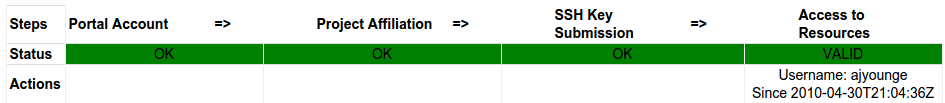 Steps Portal Account => Project Affiliation => SSH Key Submission => Access to Resources
Status OK OK OK VALID
Actions Username: ajyounge
Since 2010-04-30T21:04:36Z